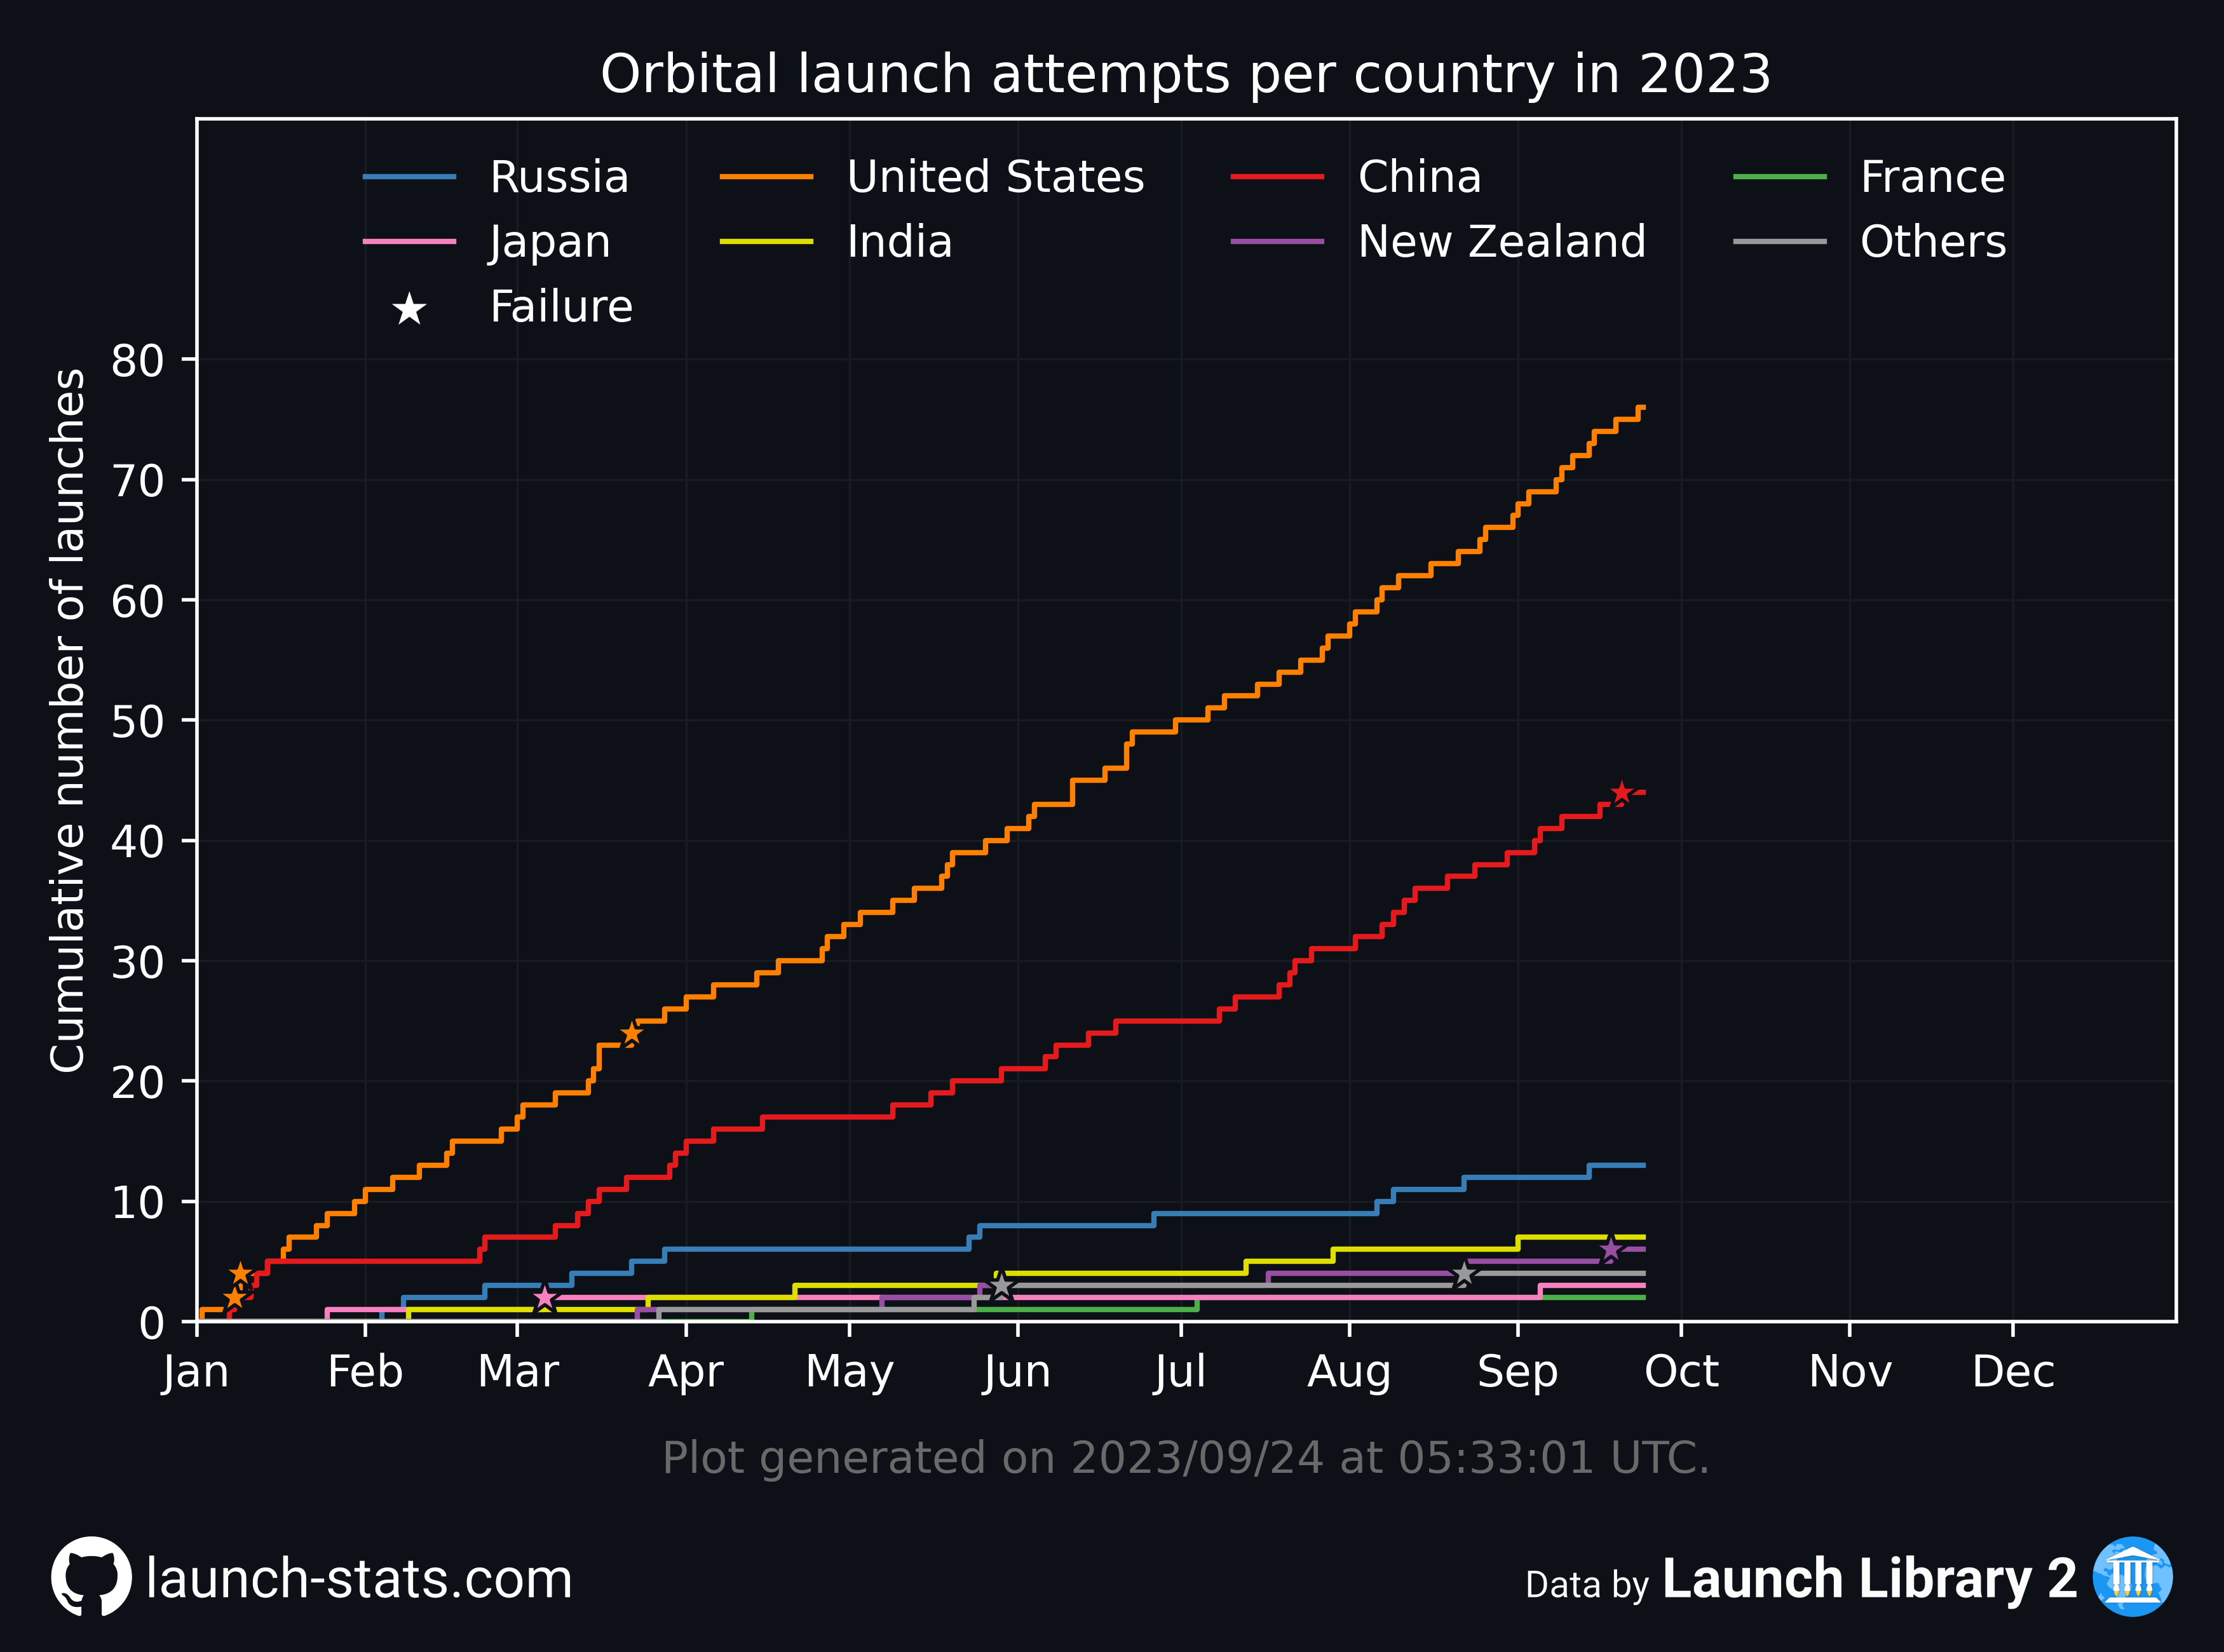 Orbital launch attempts per country in 2023
Russia United States China France
Japan India New Zealand Others
Failure
Cumulative number of launches
80
70
60
50
40
30
20
10
0
Jan Feb Mar Apr May Jun Jul Aug Sep Oct Nov Dec
Plot generated on 2023/09/24 at 05:33:01 UTC.
launch-stats.com
Data by Launch Library 2